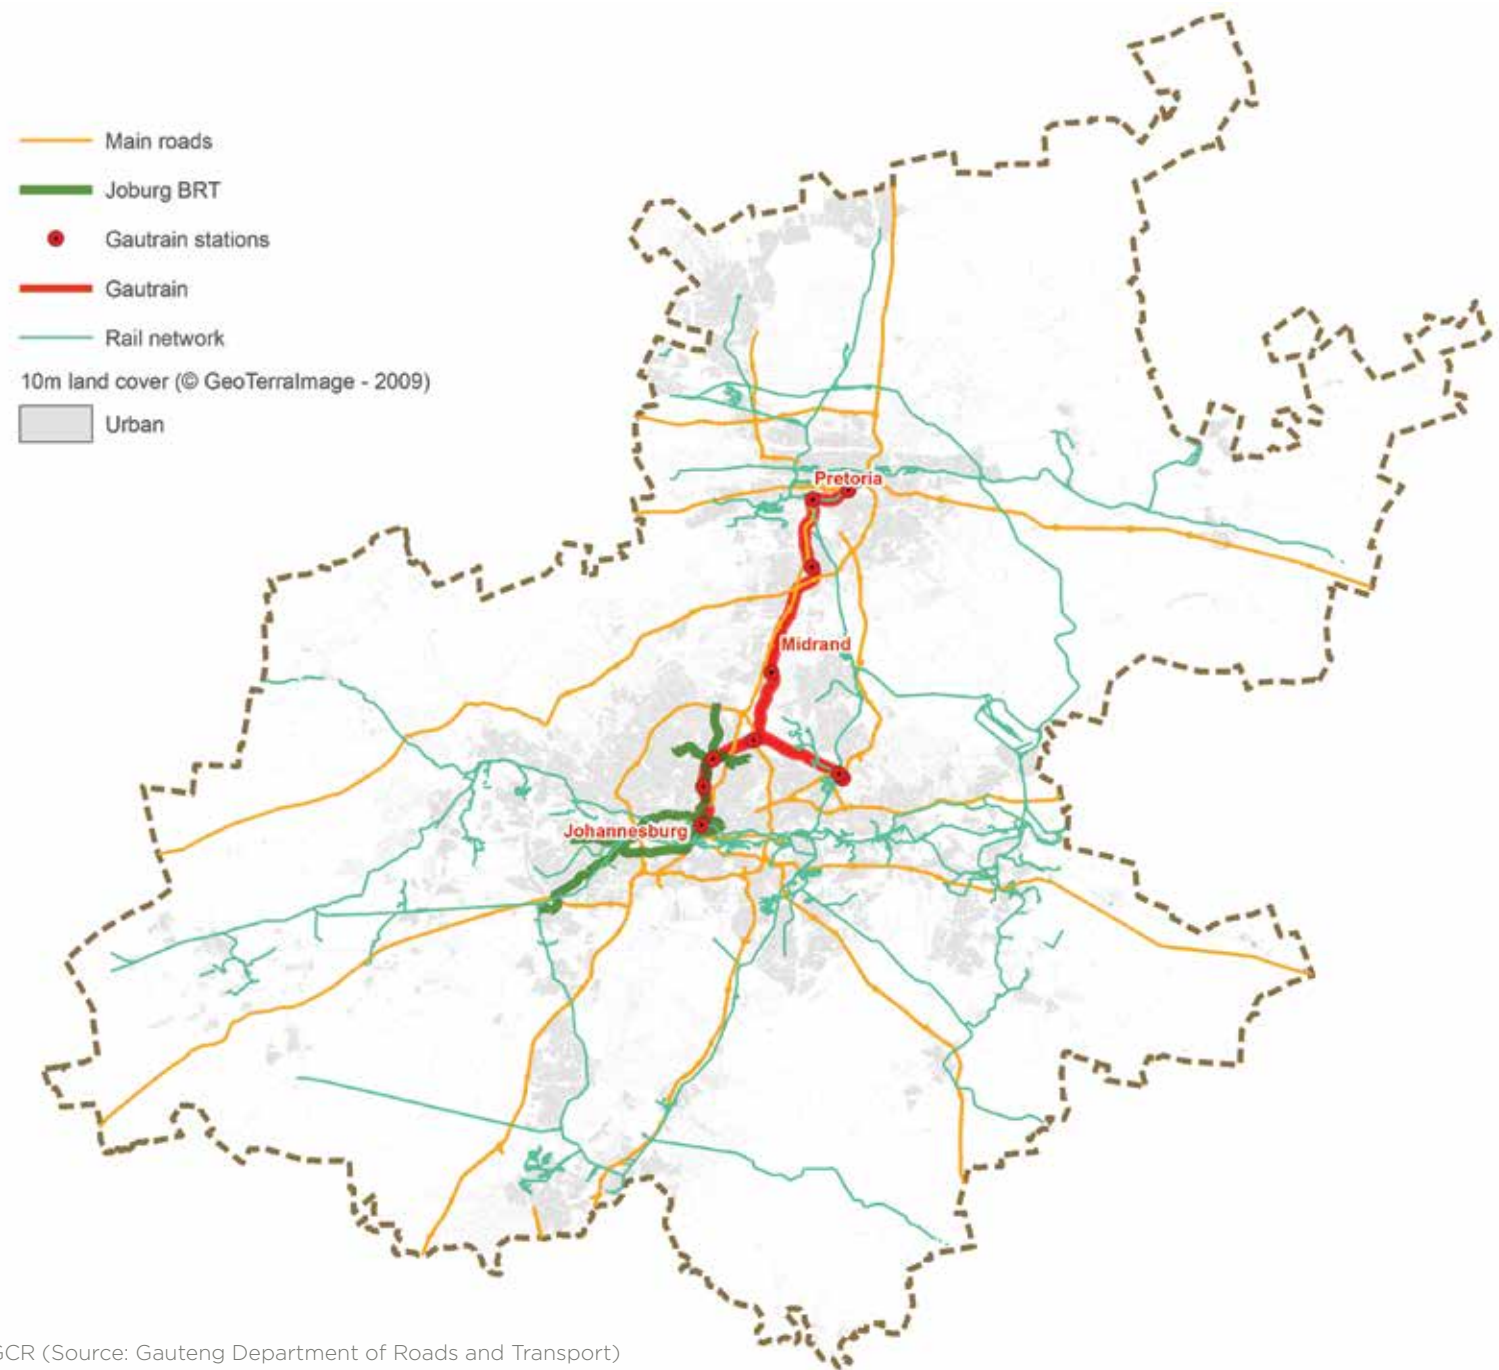 Main roads
Joburg BRT
Gautrain stations
Gautrain
Rail network
10m land cover (© GeoTerraImage - 2009)
Urban
Pretoria
Midrand
Johannesburg
GCR (Source: Gauteng Department of Roads and Transport)